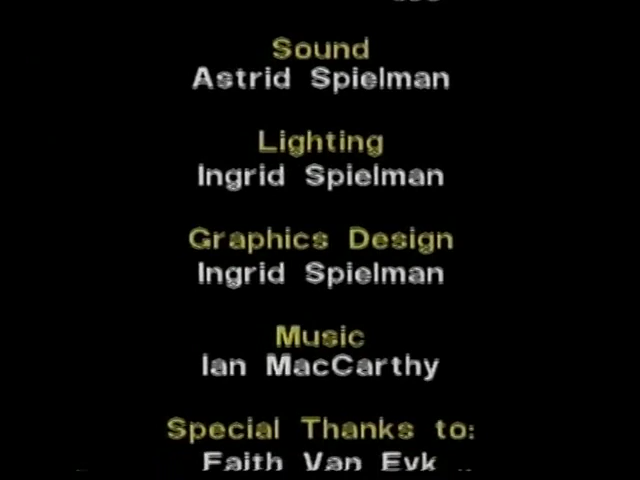 Sound
Astrid Spielman
Lighting
Ingrid Spielman
Graphics Design
Ingrid Spielman
Music
Ian MacCarthy
Special Thanks to:
Faith Van Eyk